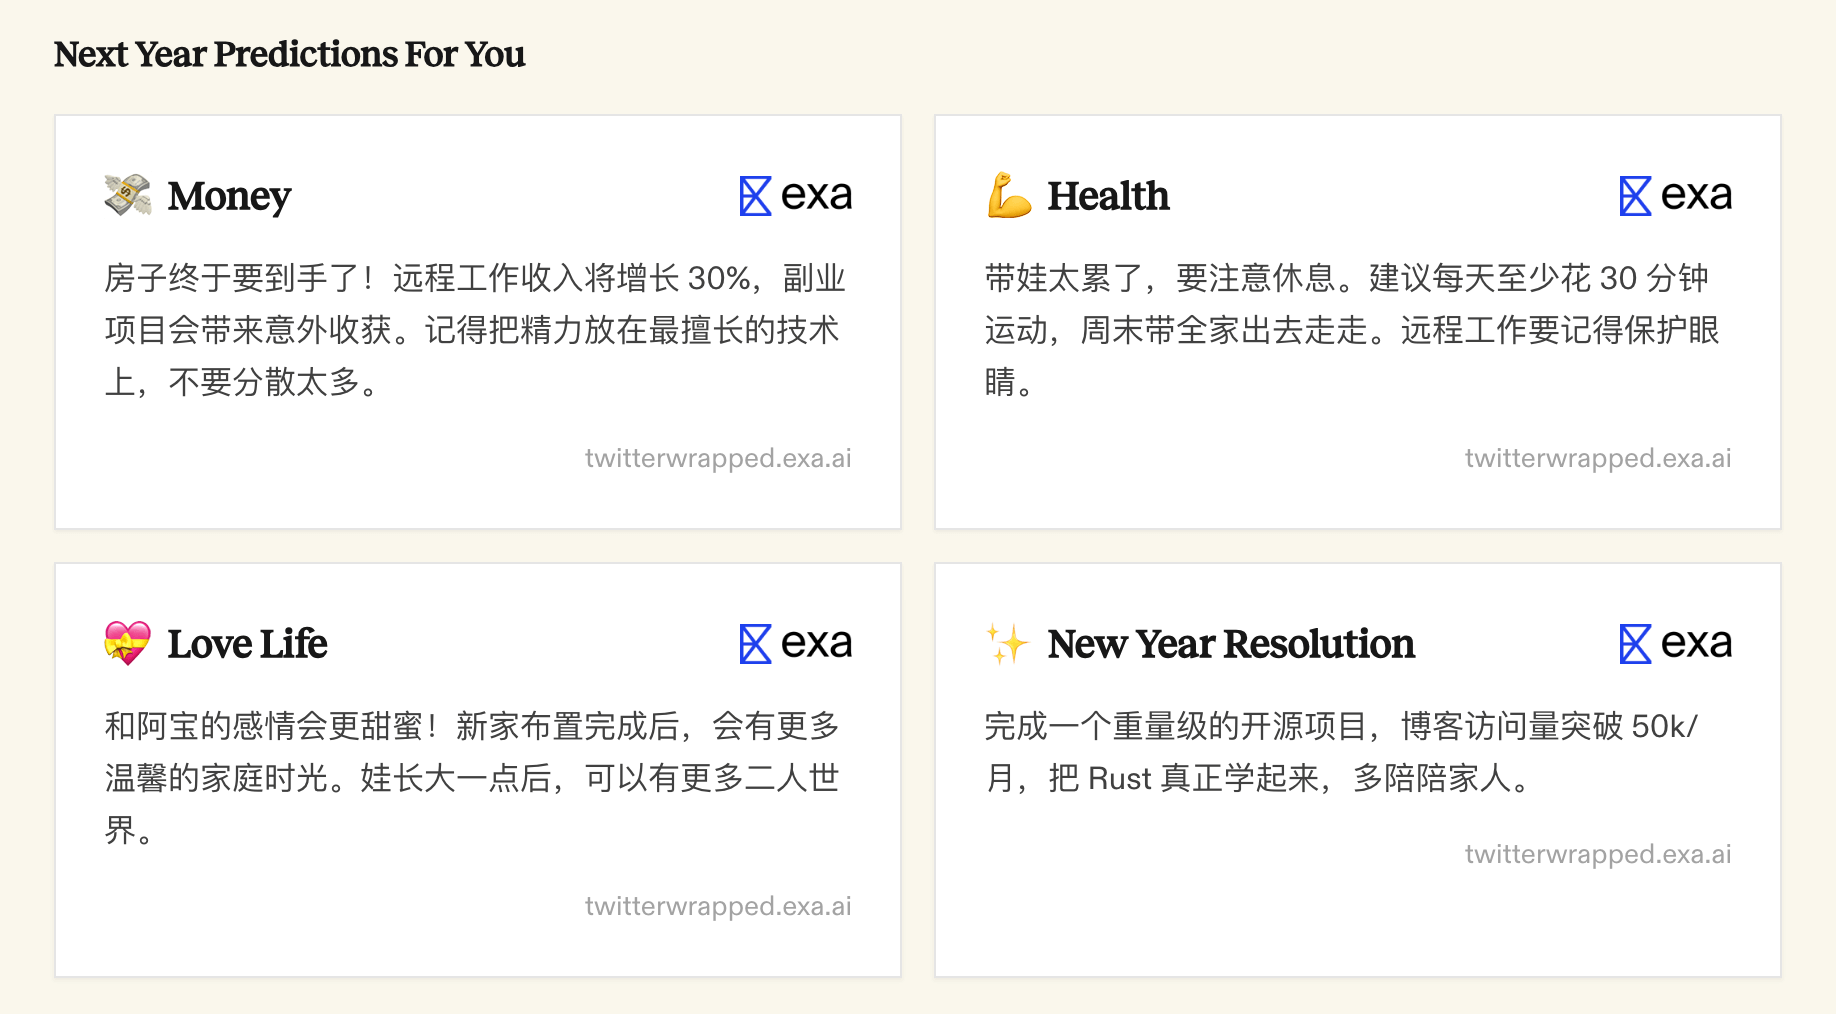 Next Year Predictions For You
💸 Money
exa
房子终于要到手了！远程工作收入将增长 30%，副业
项目会带来意外收获。记得把精力放在最擅长的技术
上，不要分散太多。
twitterwrapped.exa.ai
💪 Health
exa
带娃太累了，要注意休息。建议每天至少花 30 分钟
运动，周末带全家出去走走。远程工作要记得保护眼
睛。
twitterwrapped.exa.ai
💝 Love Life
exa
和阿宝的感情会更甜蜜！新家布置完成后，会有更多
温馨的家庭时光。娃长大一点后，可以有更多二人世
界。
twitterwrapped.exa.ai
✨ New Year Resolution
exa
完成一个重量级的开源项目，博客访问量突破 50k/
月，把 Rust 真正学起来，多陪陪家人。
twitterwrapped.exa.ai